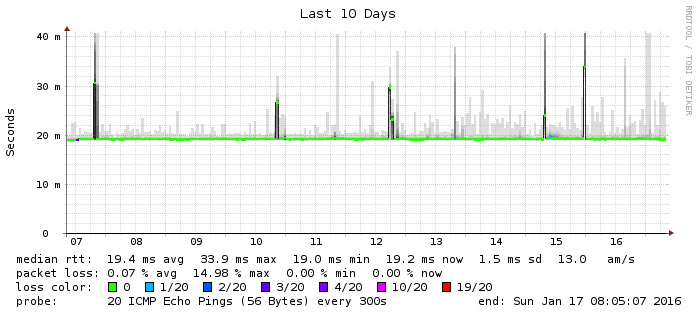 Last 10 Days
RRDTOOL / TOBI OETIKER
Seconds
40 m
30 m
20 m
10 m
0
07 08 09 10 11 12 13 14 15 16
median rtt: 19.4 ms avg 33.9 ms max 19.0 ms min 19.2 ms now 1.5 ms sd 13.0 am/s
packet loss: 0.07 % avg 14.98 % max 0.00 % min 0.00 % now
loss color: 0 1/20 2/20 3/20 4/20 10/20 19/20
probe: 20 ICMP Echo Pings (56 Bytes) every 300s end: Sun Jan 17 08:05:07 2016